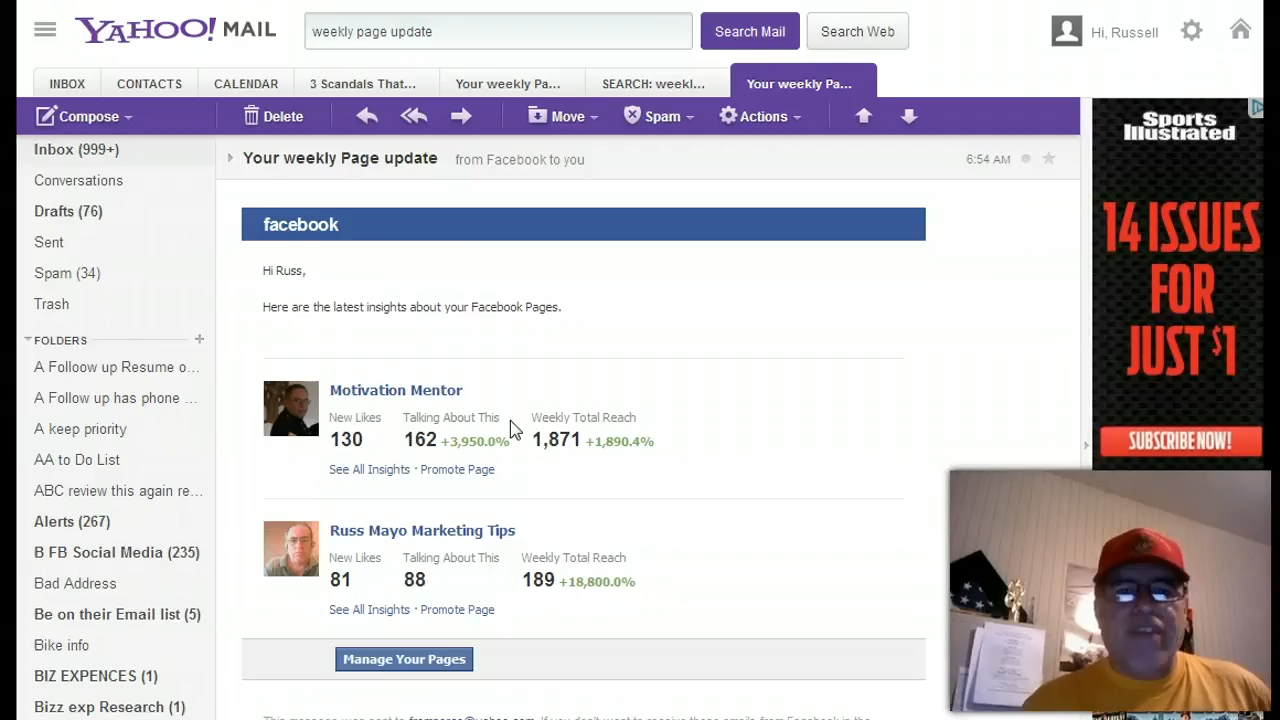 YAHOO! MAIL
weekly page update
Search Mail
Search Web
Hi, Russell
INBOX
CONTACTS
CALENDAR
3 Scandals That...
Your weekly Pa...
SEARCH: weekl...
Your weekly Pa...
Compose
Delete
Move
Spam
Actions
Inbox (999+)
Conversations
Drafts (76)
Sent
Spam (34)
Trash
FOLDERS
A Folloow up Resume o...
A Follow up has phone ...
A keep priority
AA to Do List
ABC review this again re...
Alerts (267)
B FB Social Media (235)
Bad Address
Be on their Email list (5)
Bike info
BIZ EXPENCES (1)
Bizz exp Research (1)
Your weekly Page update from Facebook to you
6:54 AM
facebook
Hi Russ,
Here are the latest insights about your Facebook Pages.
Motivation Mentor
New Likes Talking About This Weekly Total Reach
130 162 +3,950.0% 1,871 +1,890.4%
See All Insights · Promote Page
Russ Mayo Marketing Tips
New Likes Talking About This Weekly Total Reach
81 88 189 +18,800.0%
See All Insights · Promote Page
Manage Your Pages
Sports
Illustrated
14 ISSUES
FOR
JUST $1
SUBSCRIBE NOW!